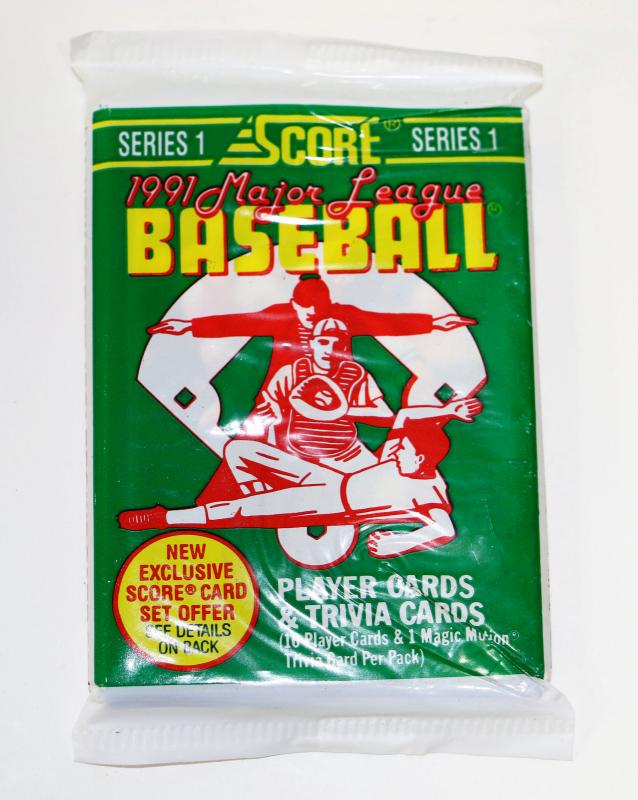 SERIES 1 SCORE® SERIES 1
1991 Major League
BASEBALL®
NEW
EXCLUSIVE
SCORE® CARD
SET OFFER
SEE DETAILS
ON BACK
PLAYER CARDS
& TRIVIA CARDS
(16 Player Cards & 1 Magic Motion®
Trivia Card Per Pack)